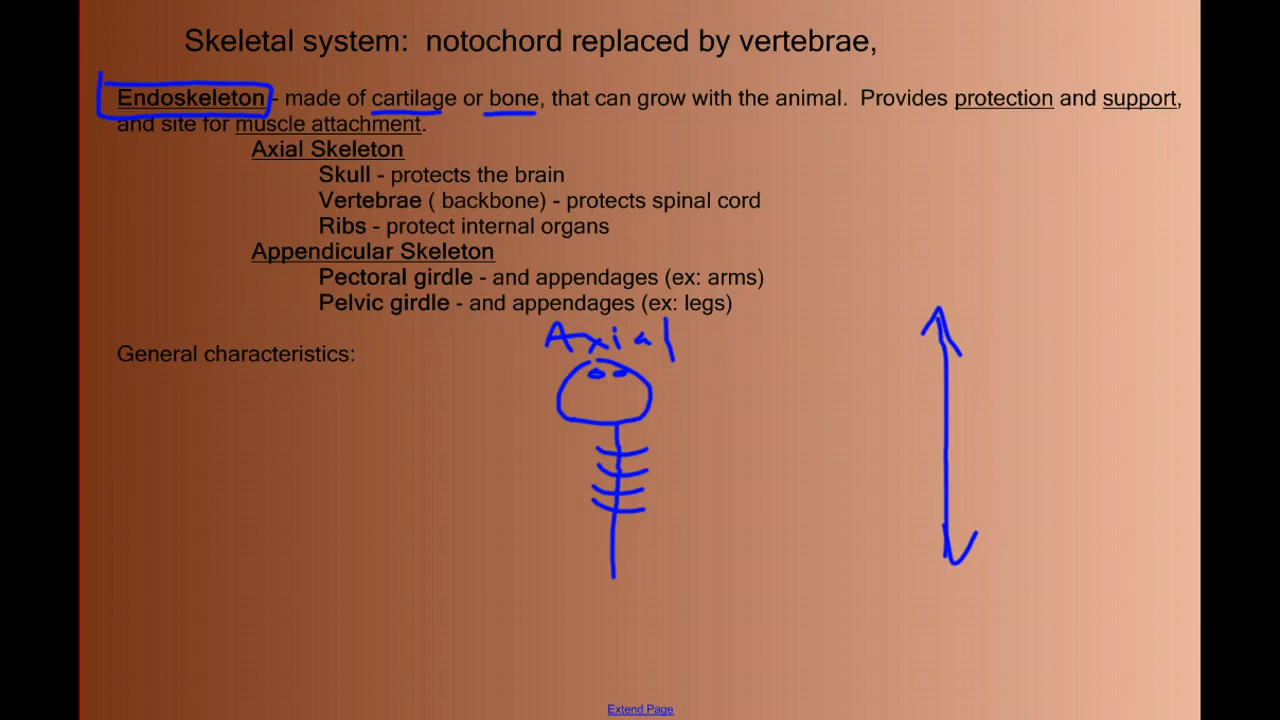 Skeletal system: notochord replaced by vertebrae,
Endoskeleton - made of cartilage or bone, that can grow with the animal. Provides protection and support,
and site for muscle attachment.
Axial Skeleton
Skull - protects the brain
Vertebrae ( backbone) - protects spinal cord
Ribs - protect internal organs
Appendicular Skeleton
Pectoral girdle - and appendages (ex: arms)
Pelvic girdle - and appendages (ex: legs)
Axial
General characteristics:
Extend Page